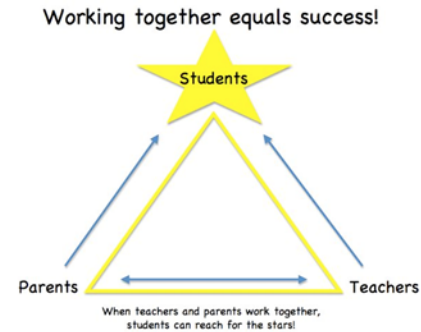 Working together equals success!
Students
Parents
Teachers
When teachers and parents work together,
students can reach for the stars!